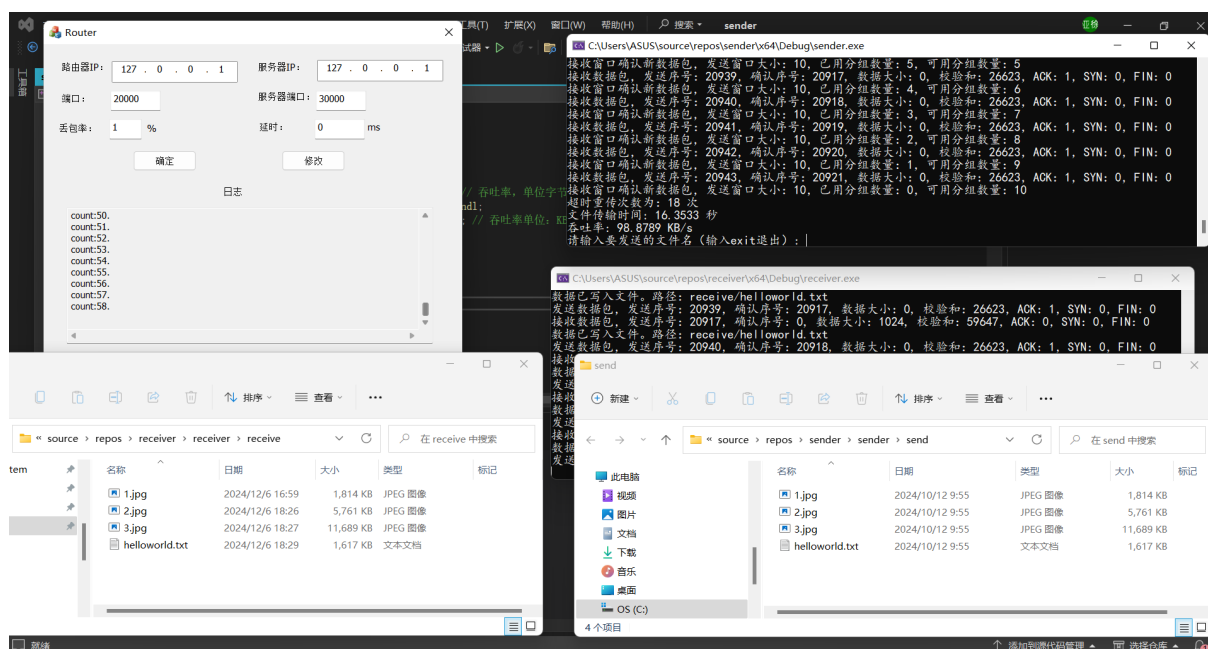 工具(T) 扩展(X) 窗口(W) 帮助(H) 搜索 sender
Router
路由器IP： 127 . 0 . 0 . 1 服务器IP： 127 . 0 . 0 . 1
端口： 20000 服务器端口： 30000
丢包率： 1 % 延时： 0 ms
确定 修改
日志
count:50.
count:51.
count:52.
count:53.
count:54.
count:55.
count:56.
count:57.
count:58.
// 吞吐率，单位字节
ndl;
; // 吞吐率单位：KB
C:\Users\ASUS\source\repos\sender\x64\Debug\sender.exe
接收窗口确认新数据包，发送窗口大小: 10, 已用分组数量: 5, 可用分组数量: 5
接收数据包，发送序号: 20939, 确认序号: 20917, 数据大小: 0, 校验和: 26623, ACK: 1, SYN: 0, FIN: 0
接收窗口确认新数据包，发送窗口大小: 10, 已用分组数量: 4, 可用分组数量: 6
接收数据包，发送序号: 20940, 确认序号: 20918, 数据大小: 0, 校验和: 26623, ACK: 1, SYN: 0, FIN: 0
接收窗口确认新数据包，发送窗口大小: 10, 已用分组数量: 3, 可用分组数量: 7
接收数据包，发送序号: 20941, 确认序号: 20919, 数据大小: 0, 校验和: 26623, ACK: 1, SYN: 0, FIN: 0
接收窗口确认新数据包，发送窗口大小: 10, 已用分组数量: 2, 可用分组数量: 8
接收数据包，发送序号: 20942, 确认序号: 20920, 数据大小: 0, 校验和: 26623, ACK: 1, SYN: 0, FIN: 0
接收窗口确认新数据包，发送窗口大小: 10, 已用分组数量: 1, 可用分组数量: 9
接收数据包，发送序号: 20943, 确认序号: 20921, 数据大小: 0, 校验和: 26623, ACK: 1, SYN: 0, FIN: 0
接收窗口确认新数据包，发送窗口大小: 10, 已用分组数量: 0, 可用分组数量: 10
超时重传次数为: 18 次
文件传输时间: 16.3533 秒
吞吐率: 98.8789 KB/s
请输入要发送的文件名（输入exit退出）:
C:\Users\ASUS\source\repos\receiver\x64\Debug\receiver.exe
数据已写入文件。路径: receive/helloworld.txt
发送数据包，发送序号: 20939, 确认序号: 20917, 数据大小: 0, 校验和: 26623, ACK: 1, SYN: 0, FIN: 0
接收数据包，发送序号: 20917, 确认序号: 0, 数据大小: 1024, 校验和: 59647, ACK: 0, SYN: 0, FIN: 0
数据已写入文件。路径: receive/helloworld.txt
发送数据包，发送序号: 20940, 确认序号: 20918, 数据大小: 0, 校验和: 26623, ACK: 1, SYN: 0, FIN: 0
排序 查看
source › repos › receiver › receiver › receive 在 receive 中搜索
tem
名称 日期 大小 类型 标记
1.jpg 2024/12/6 16:59 1,814 KB JPEG 图像
2.jpg 2024/12/6 18:26 5,761 KB JPEG 图像
3.jpg 2024/12/6 18:27 11,689 KB JPEG 图像
helloworld.txt 2024/12/6 18:29 1,617 KB 文本文档
send
新建 排序 查看
source › repos › sender › sender › send 在 send 中搜索
此电脑
视频
图片
文档
下载
音乐
桌面
OS (C:)
名称 日期 类型 大小 标记
1.jpg 2024/10/12 9:55 JPEG 图像 1,814 KB
2.jpg 2024/10/12 9:55 JPEG 图像 5,761 KB
3.jpg 2024/10/12 9:55 JPEG 图像 11,689 KB
helloworld.txt 2024/10/12 9:55 文本文档 1,617 KB
4 个项目
就绪
添加到源代码管理 选择仓库